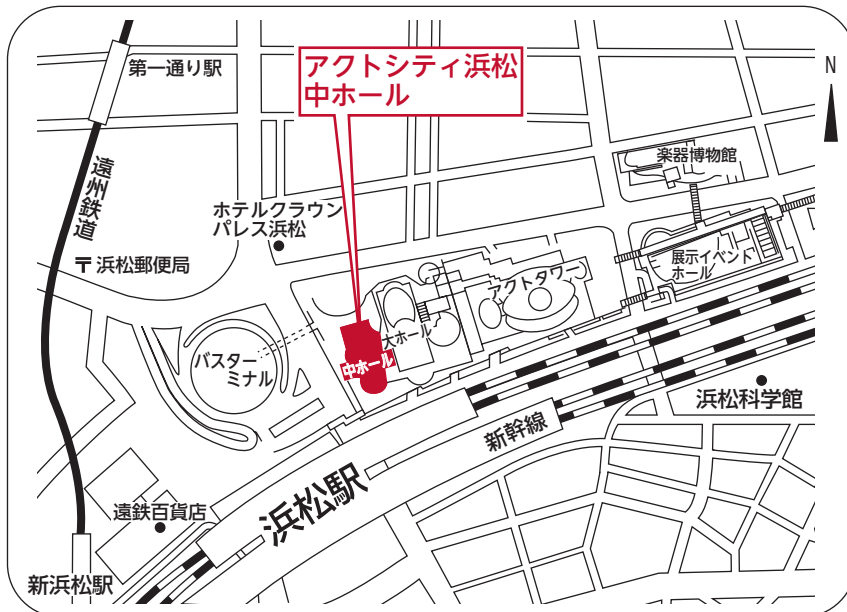 第一通り駅
アクトシティ浜松
中ホール
N
楽器博物館
遠州鉄道
ホテルクラウン
パレス浜松
〒浜松郵便局
展示イベント
ホール
アクトタワー
大ホール
中ホール
バスター
ミナル
浜松科学館
新幹線
浜松駅
遠鉄百貨店
新浜松駅